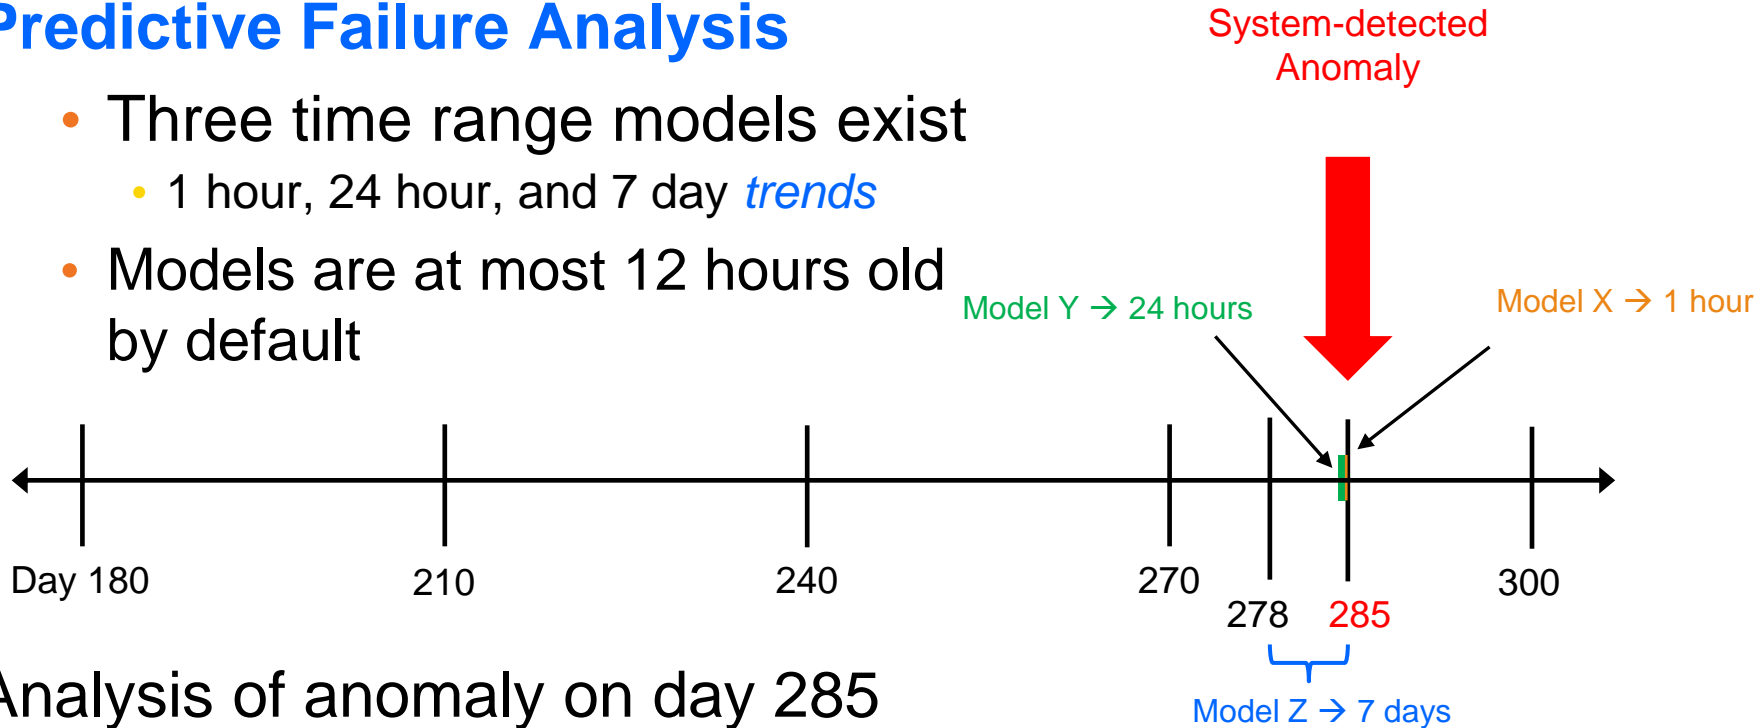 Predictive Failure Analysis
System-detected
Anomaly
• Three time range models exist
• 1 hour, 24 hour, and 7 day trends
• Models are at most 12 hours old
by default
Model Y → 24 hours
Model X → 1 hour
Day 180
210
240
270
278
285
300
Model Z → 7 days
Analysis of anomaly on day 285